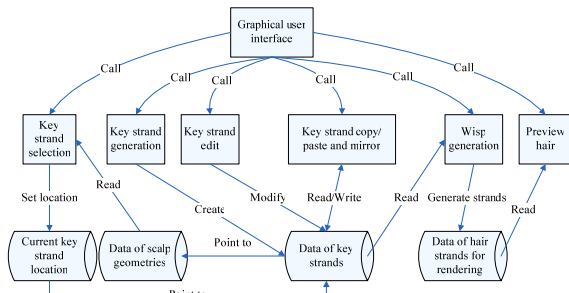 Graphical user
interface
Call
Call
Call
Call
Call
Call
Key
strand
selection
Key strand
generation
Key strand
edit
Key strand copy/
paste and mirror
Wisp
generation
Preview
hair
Set location
Read
Create
Modify
Read/Write
Read
Generate strands
Read
Current key
strand
location
Data of scalp
geometries
Point to
Data of key
strands
Data of hair
strands for
rendering
Point to